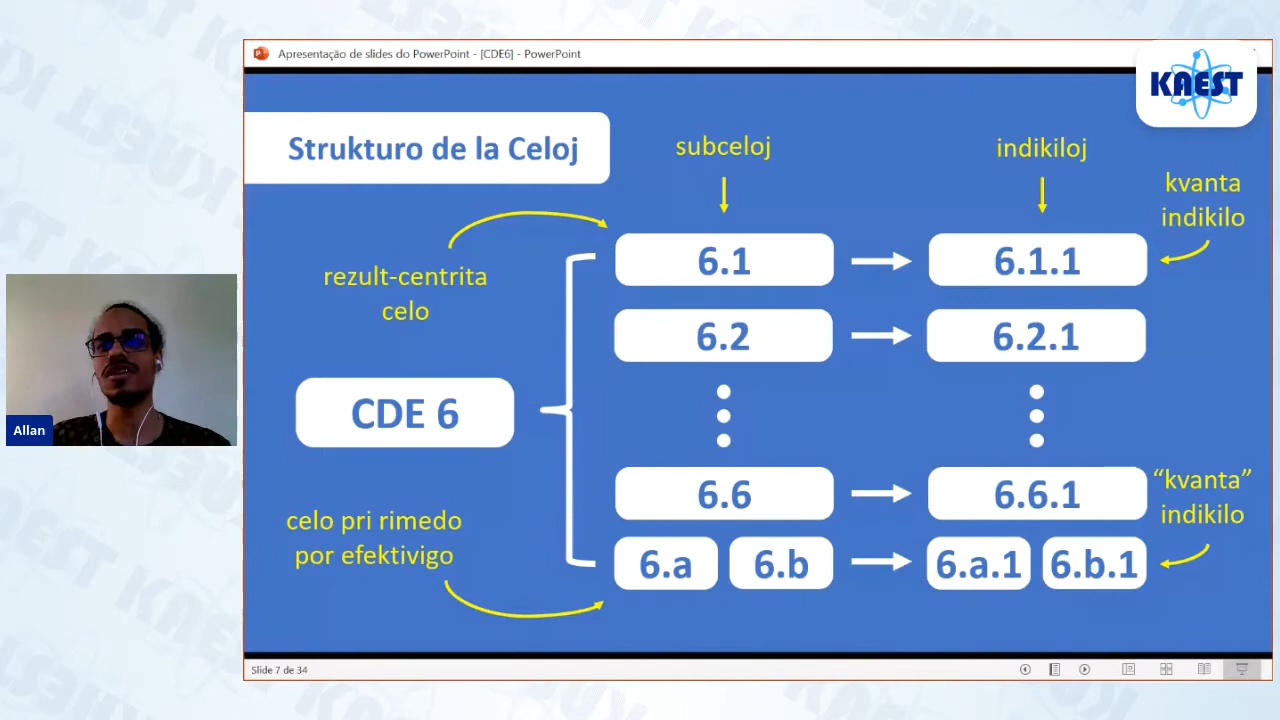 Apresentação de slides do PowerPoint - [CDE6] - PowerPoint
KAEST
Strukturo de la Celoj
subceloj
indikiloj
kvanta
indikilo
rezult-centrita
celo
6.1
6.1.1
6.2
6.2.1
CDE 6
6.6
6.6.1
“kvanta”
indikilo
celo pri rimedo
por efektivigo
6.a
6.b
6.a.1
6.b.1
Allan
Slide 7 de 34